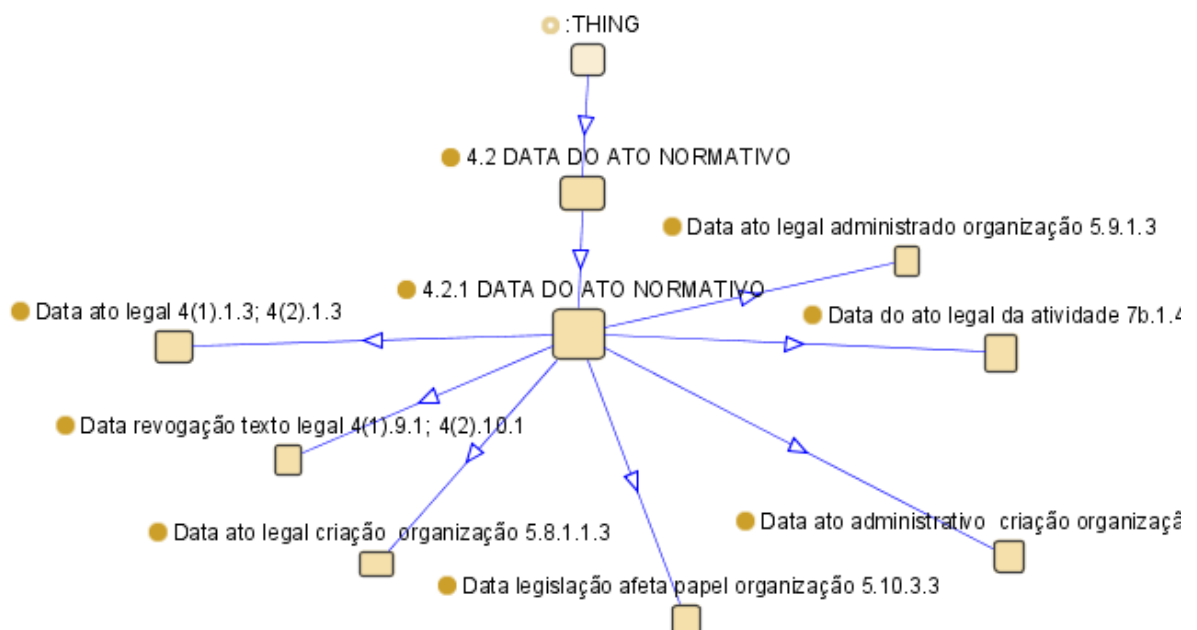 :THING
4.2 DATA DO ATO NORMATIVO
Data ato legal administrado organização 5.9.1.3
4.2.1 DATA DO ATO NORMATIVO
Data ato legal 4(1).1.3; 4(2).1.3
Data do ato legal da atividade 7b.1.4
Data revogação texto legal 4(1).9.1; 4(2).10.1
Data ato administrativo criação organizaçã
Data ato legal criação organização 5.8.1.1.3
Data legislação afeta papel organização 5.10.3.3